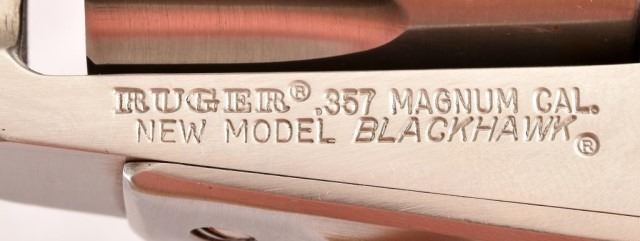 RUGER® .357 MAGNUM CAL.
NEW MODEL BLACKHAWK®